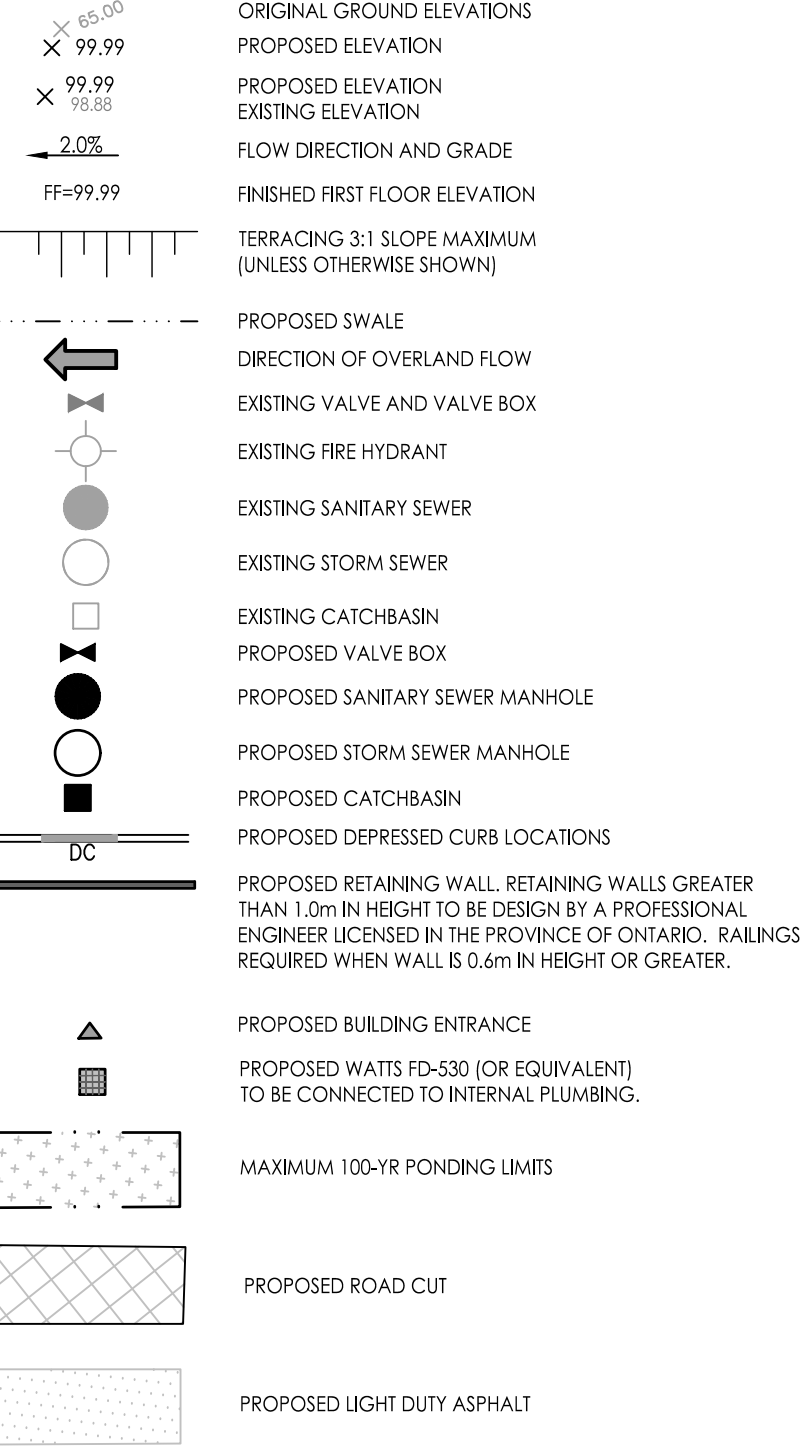 65.00 ORIGINAL GROUND ELEVATIONS
99.99 PROPOSED ELEVATION
99.99 PROPOSED ELEVATION
98.88 EXISTING ELEVATION
2.0% FLOW DIRECTION AND GRADE
FF=99.99 FINISHED FIRST FLOOR ELEVATION
TERRACING 3:1 SLOPE MAXIMUM
(UNLESS OTHERWISE SHOWN)
PROPOSED SWALE
DIRECTION OF OVERLAND FLOW
EXISTING VALVE AND VALVE BOX
EXISTING FIRE HYDRANT
EXISTING SANITARY SEWER
EXISTING STORM SEWER
EXISTING CATCHBASIN
PROPOSED VALVE BOX
PROPOSED SANITARY SEWER MANHOLE
PROPOSED STORM SEWER MANHOLE
PROPOSED CATCHBASIN
DC PROPOSED DEPRESSED CURB LOCATIONS
PROPOSED RETAINING WALL. RETAINING WALLS GREATER
THAN 1.0m IN HEIGHT TO BE DESIGN BY A PROFESSIONAL
ENGINEER LICENSED IN THE PROVINCE OF ONTARIO. RAILINGS
REQUIRED WHEN WALL IS 0.6m IN HEIGHT OR GREATER.
PROPOSED BUILDING ENTRANCE
PROPOSED WATTS FD-530 (OR EQUIVALENT)
TO BE CONNECTED TO INTERNAL PLUMBING.
MAXIMUM 100-YR PONDING LIMITS
PROPOSED ROAD CUT
PROPOSED LIGHT DUTY ASPHALT